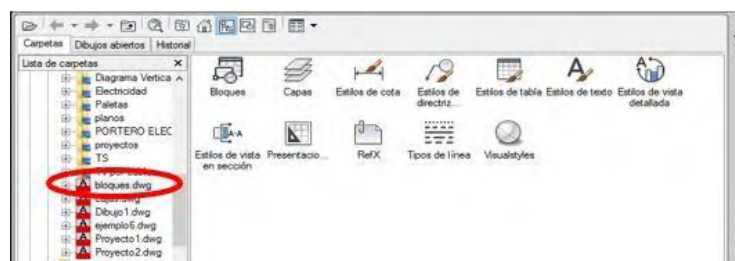 Carpetas Dibujos abiertos Historial
Lista de carpetas
Diagrama Vertica
Electricidad
Paletas
planos
PORTERO ELEC
proyectos
TS
bloques.dwg
cajas.dwg
Dibujo1.dwg
ejemplo6.dwg
Proyecto1.dwg
Proyecto2.dwg
Bloques Capas Estilos de cota Estilos de directriz... Estilos de tabla Estilos de texto Estilos de vista detallada
Estilos de vista en sección Presentacio... RefX Tipos de línea Visualstyles